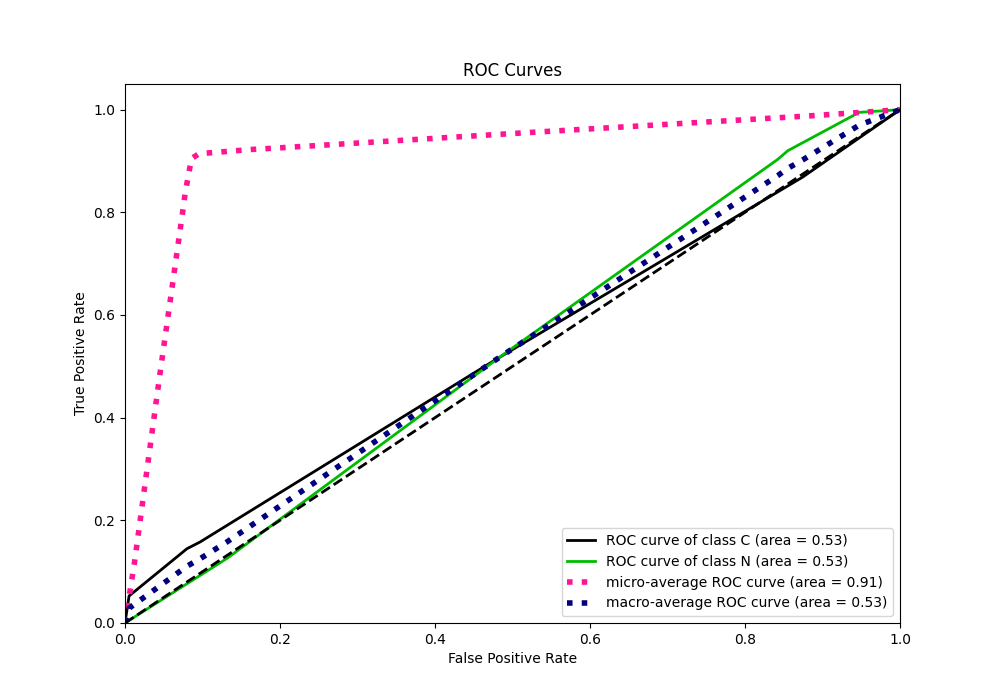 ROC Curves
1.0
0.8
0.6
0.4
0.2
0.0
True Positive Rate
0.0 0.2 0.4 0.6 0.8 1.0
False Positive Rate
ROC curve of class C (area = 0.53)
ROC curve of class N (area = 0.53)
micro-average ROC curve (area = 0.91)
macro-average ROC curve (area = 0.53)